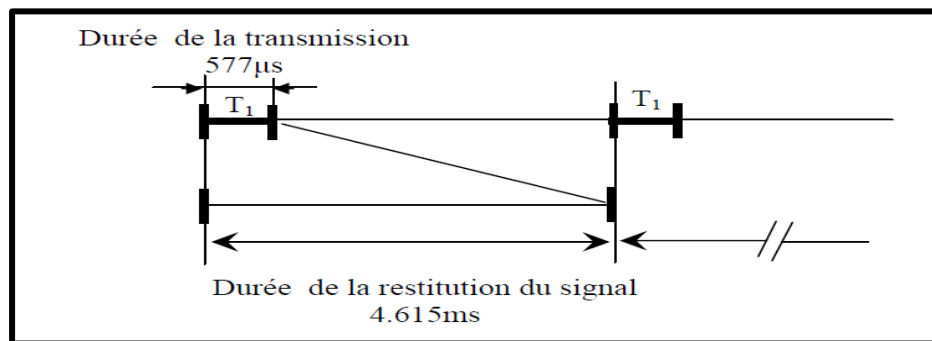 Durée de la transmission
577µs
T₁
T₁
Durée de la restitution du signal
4.615ms